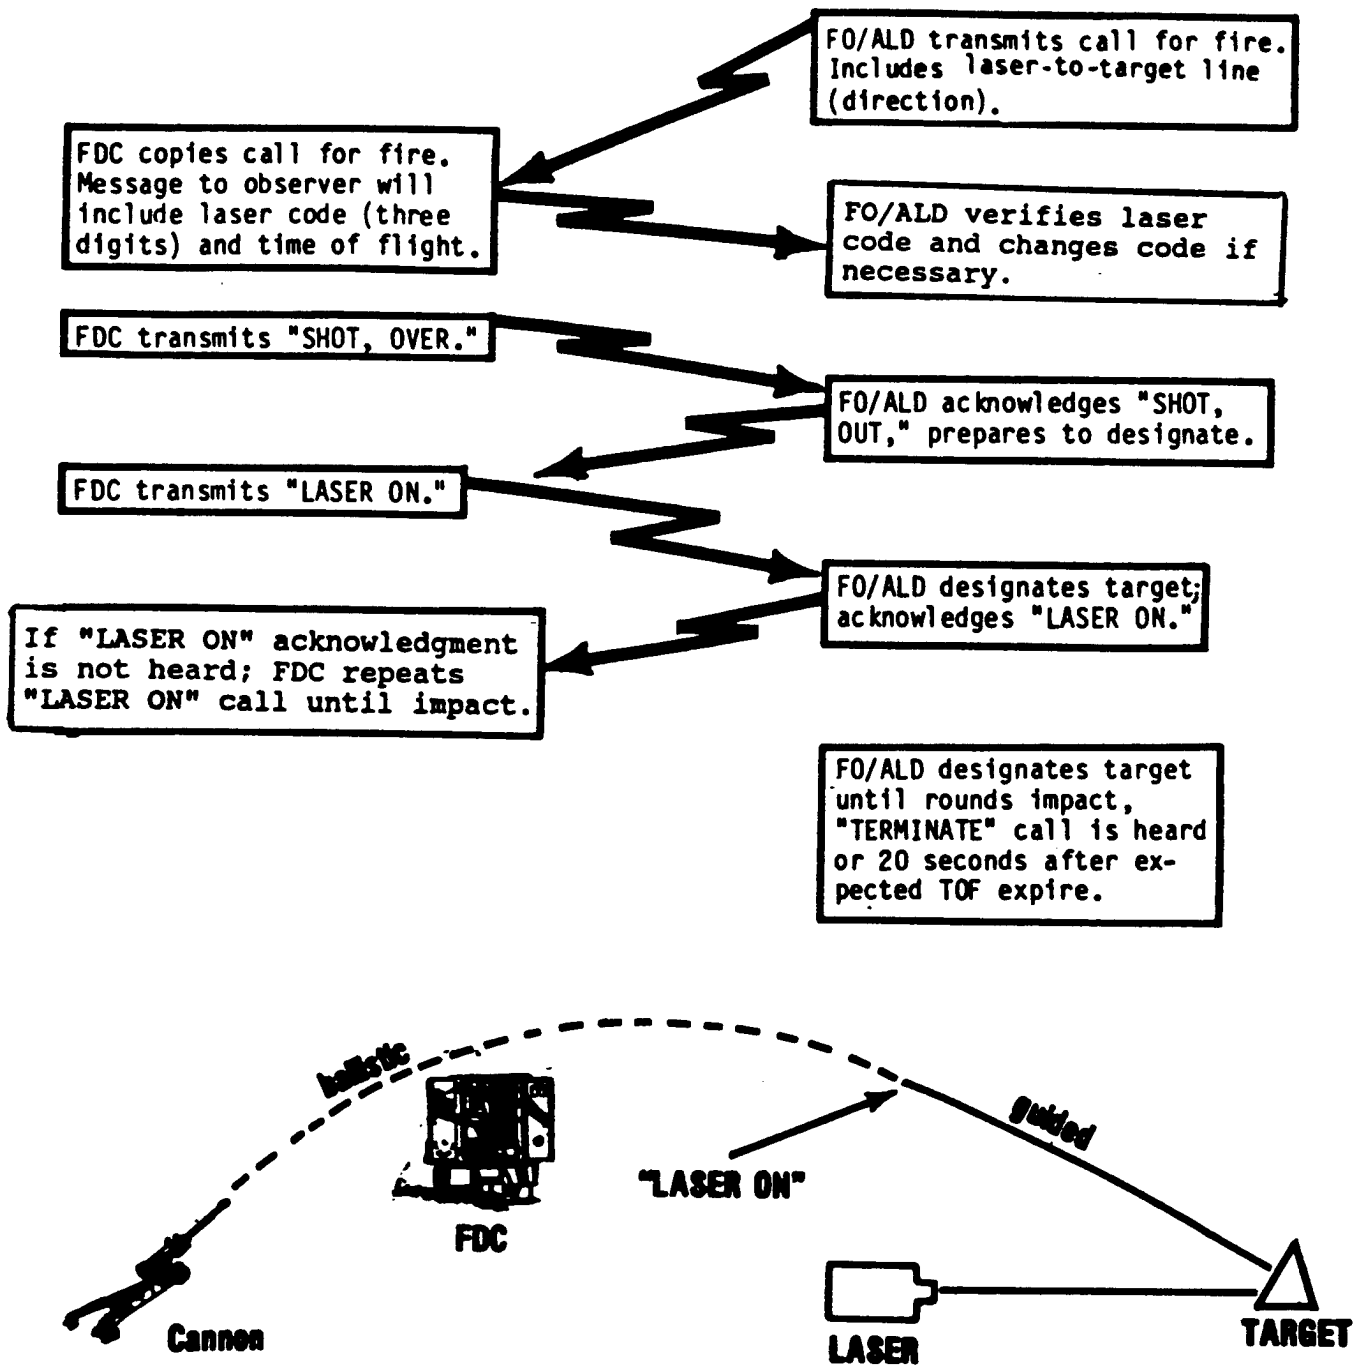 FO/ALD transmits call for fire.
Includes laser-to-target line
(direction).
FDC copies call for fire.
Message to observer will
include laser code (three
digits) and time of flight.
FO/ALD verifies laser
code and changes code if
necessary.
FDC transmits "SHOT, OVER."
FO/ALD acknowledges "SHOT,
OUT," prepares to designate.
FDC transmits "LASER ON."
FO/ALD designates target;
acknowledges "LASER ON."
If "LASER ON" acknowledgment
is not heard; FDC repeats
"LASER ON" call until impact.
FO/ALD designates target
until rounds impact,
"TERMINATE" call is heard
or 20 seconds after ex-
pected TOF expire.
ballistic
guided
"LASER ON"
FDC
Cannon
LASER
TARGET